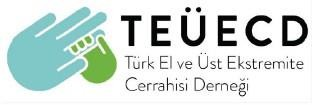 TEÜECD
Türk El ve Üst Ekstremite
Cerrahisi Derneği